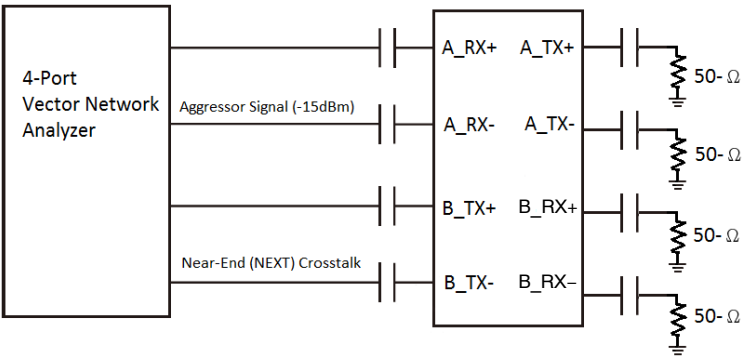 4-Port
Vector Network
Analyzer
Aggressor Signal (-15dBm)
Near-End (NEXT) Crosstalk
A_RX+ A_TX+
A_RX- A_TX-
B_TX+ B_RX+
B_TX- B_RX−
50-Ω
50-Ω
50-Ω
50-Ω